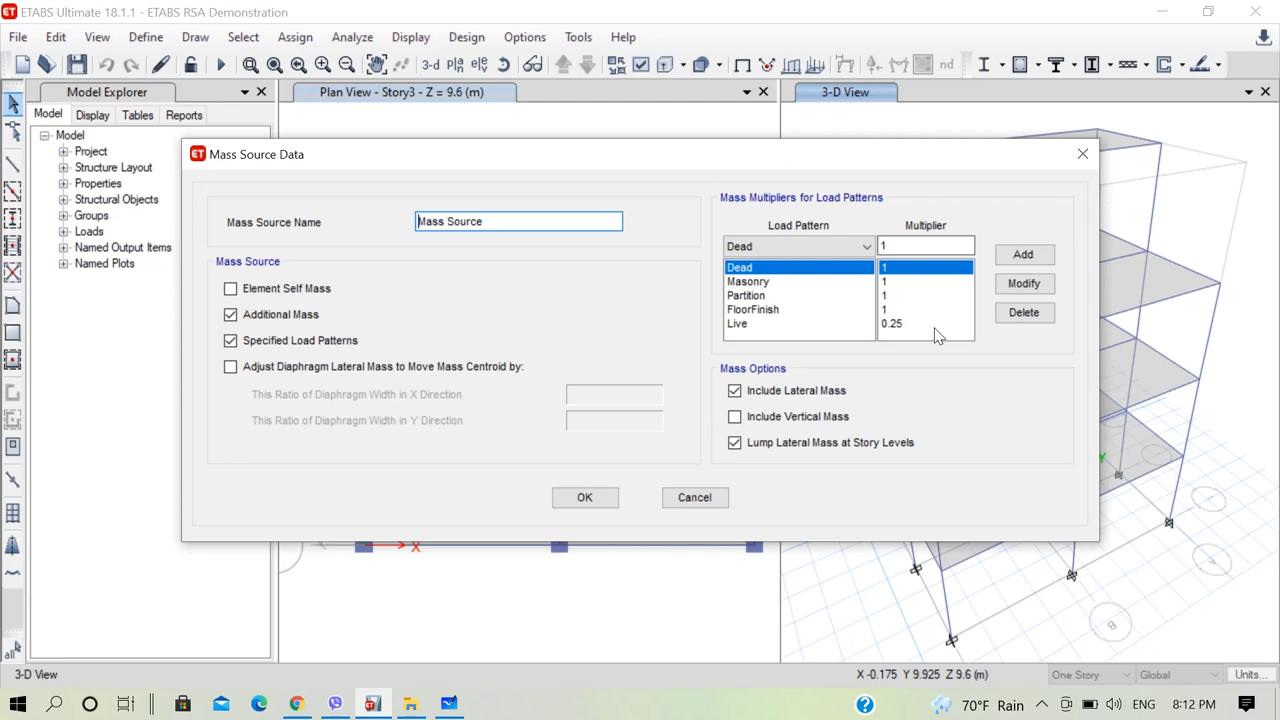 ETABS Ultimate 18.1.1 - ETABS RSA Demonstration
File Edit View Define Draw Select Assign Analyze Display Design Options Tools Help
3-d
nd
Model Explorer
Plan View - Story3 - Z = 9.6 (m)
3-D View
Model Display Tables Reports
Model
Project
Structure Layout
Properties
Structural Objects
Groups
Loads
Named Output Items
Named Plots
ET Mass Source Data
Mass Source Name Mass Source
Mass Source
Element Self Mass
Additional Mass
Specified Load Patterns
Adjust Diaphragm Lateral Mass to Move Mass Centroid by:
This Ratio of Diaphragm Width in X Direction
This Ratio of Diaphragm Width in Y Direction
Mass Multipliers for Load Patterns
Load Pattern Multiplier
Dead 1
Dead 1
Masonry 1
Partition 1
FloorFinish 1
Live 0.25
Add
Modify
Delete
Mass Options
Include Lateral Mass
Include Vertical Mass
Lump Lateral Mass at Story Levels
OK Cancel
X
Y
B
all
3-D View
X -0.175 Y 9.925 Z 9.6 (m)
One Story
Global
Units...
70°F Rain
ENG
8:12 PM